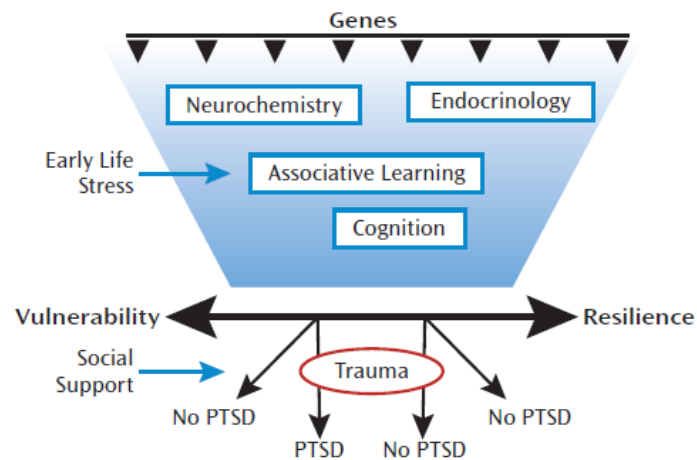 Genes
Neurochemistry
Endocrinology
Early Life
Stress
Associative Learning
Cognition
Vulnerability
Resilience
Social
Support
Trauma
No PTSD
PTSD
No PTSD
No PTSD